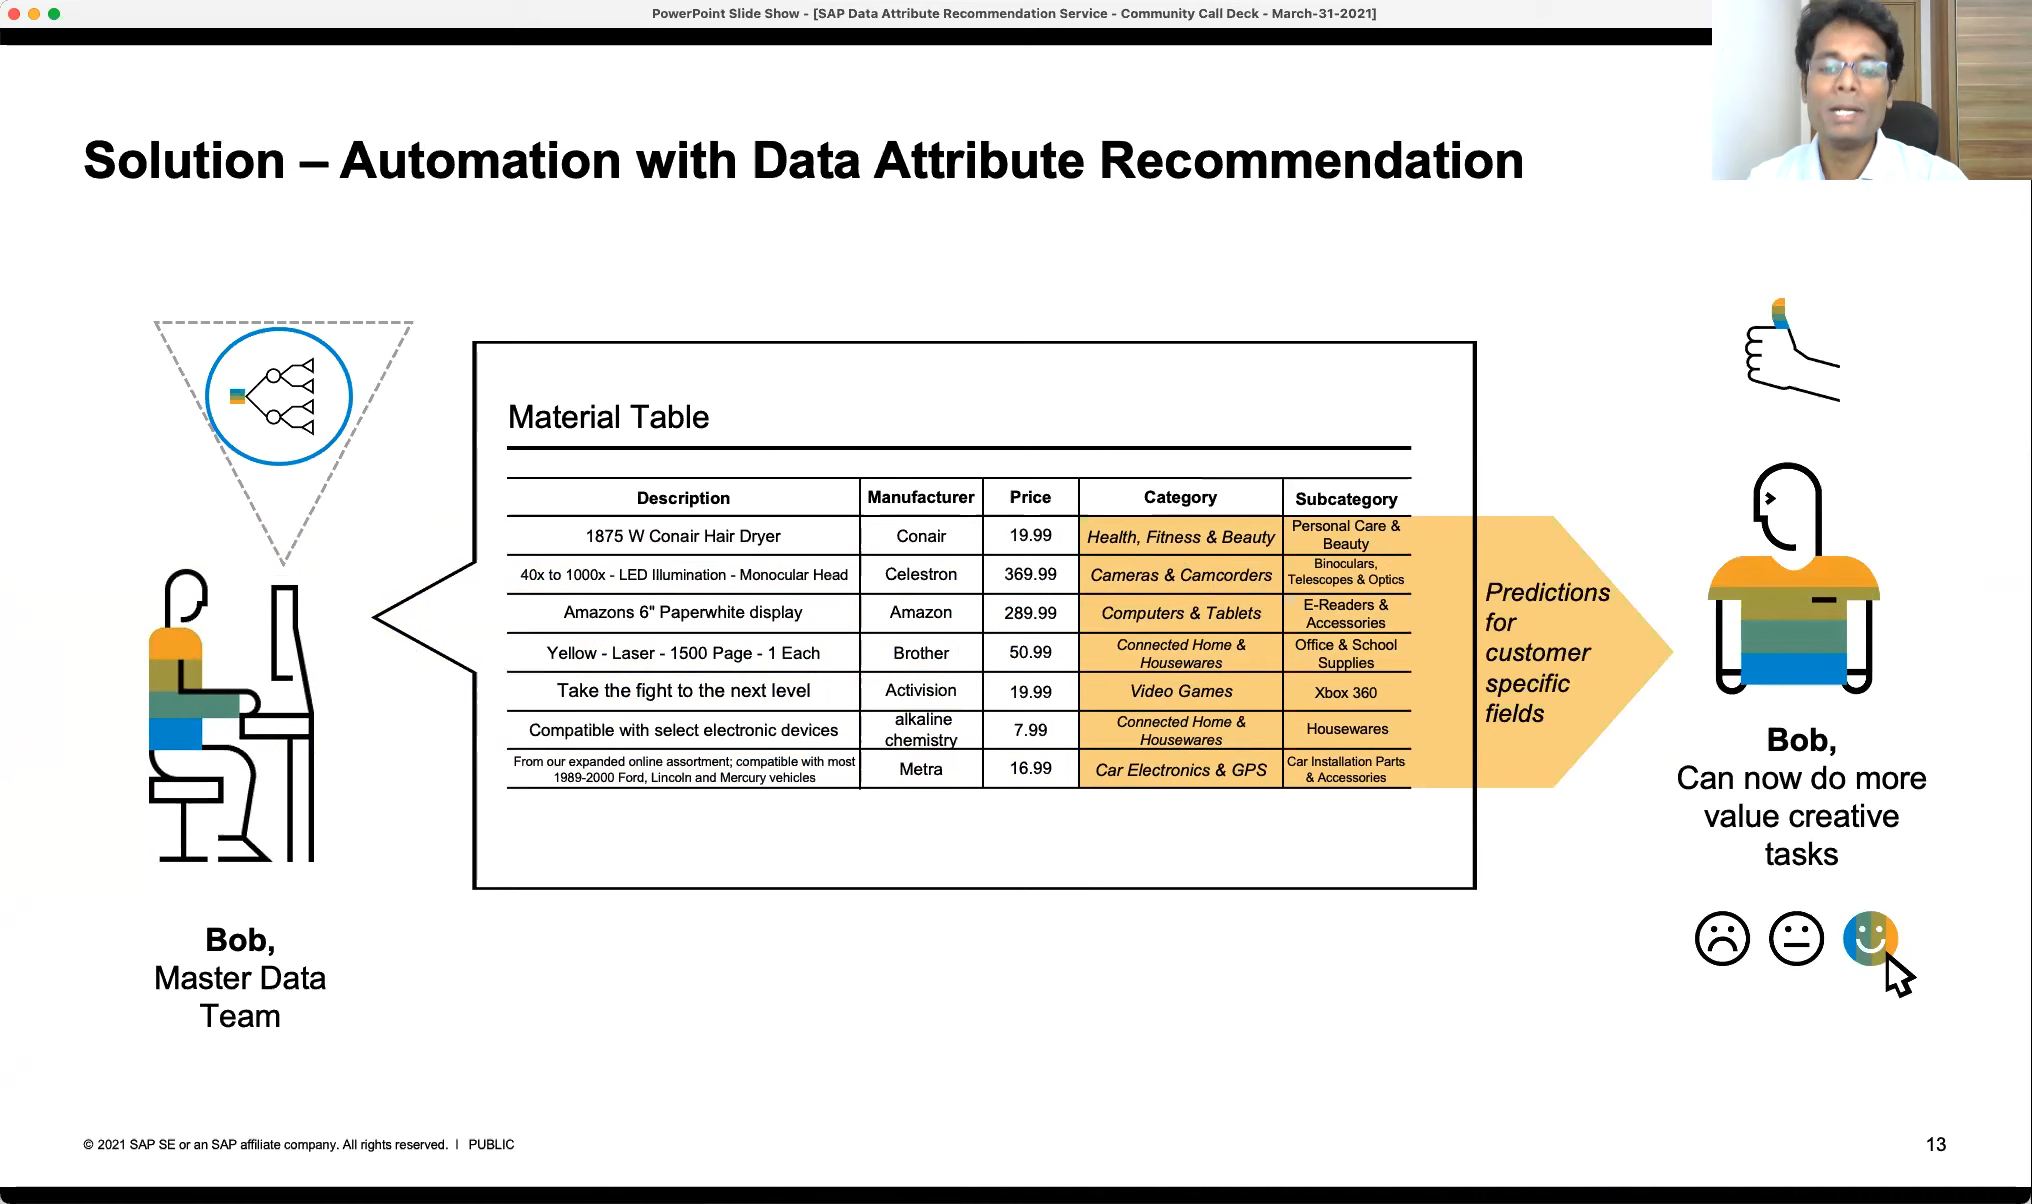 PowerPoint Slide Show - [SAP Data Attribute Recommendation Service - Community Call Deck - March-31-2021]
Solution – Automation with Data Attribute Recommendation
Material Table
Description Manufacturer Price Category Subcategory
1875 W Conair Hair Dryer Conair 19.99 Health, Fitness & Beauty Personal Care &
Beauty
40x to 1000x - LED Illumination - Monocular Head Celestron 369.99 Cameras & Camcorders Binoculars,
Telescopes & Optics
Amazons 6" Paperwhite display Amazon 289.99 Computers & Tablets E-Readers &
Accessories
Yellow - Laser - 1500 Page - 1 Each Brother 50.99 Connected Home &
Housewares Office & School
Supplies
Take the fight to the next level Activision 19.99 Video Games Xbox 360
Compatible with select electronic devices alkaline
chemistry 7.99 Connected Home &
Housewares Housewares
From our expanded online assortment; compatible with most
1989-2000 Ford, Lincoln and Mercury vehicles Metra 16.99 Car Electronics & GPS Car Installation Parts
& Accessories
Predictions
for
customer
specific
fields
Bob,
Master Data
Team
Bob,
Can now do more
value creative
tasks
© 2021 SAP SE or an SAP affiliate company. All rights reserved. | PUBLIC
13